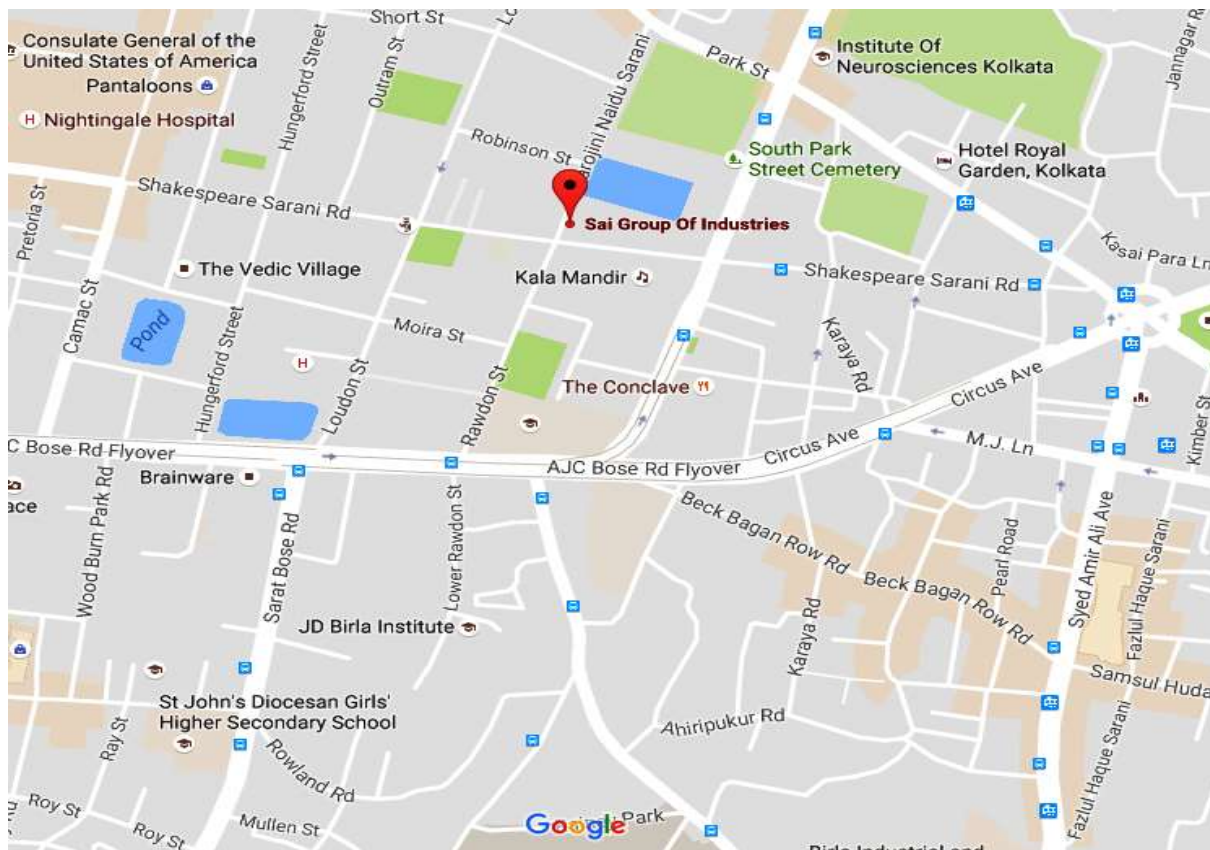 Short St
Consulate General of the
United States of America
Pantaloons
H Nightingale Hospital
Hungerford Street
Outram St
Sarojini Naidu Sarani
Park St
Institute Of
Neurosciences Kolkata
Jannagar Rd
Robinson St
South Park
Street Cemetery
Hotel Royal
Garden, Kolkata
Pretoria St
Shakespeare Sarani Rd
Sai Group Of Industries
Kasai Para Ln
The Vedic Village
Kala Mandir
Shakespeare Sarani Rd
Camac St
Pond
Hungerford Street
Moira St
Karaya Rd
H
Loudon St
Rawdon St
The Conclave
Circus Ave
Kimber St
C Bose Rd Flyover
AJC Bose Rd Flyover
Circus Ave
M.J. Ln
Brainware
ace
Wood Burn Park Rd
Sarat Bose Rd
Lower Rawdon St
Beck Bagan Row Rd
Beck Bagan Row Rd
Pearl Road
Syed Amir Ali Ave
Fazlul Haque Sarani
JD Birla Institute
Karaya Rd
Samsul Huda
St John's Diocesan Girls'
Higher Secondary School
Ray St
Ahiripukur Rd
Fazlul Haque Sarani
Rowland Rd
Roy St
Roy St
Mullen St
Google
Park
Birla Industrial and